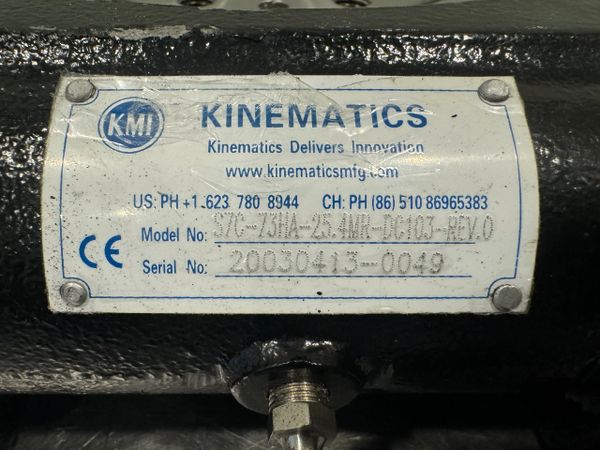 KMI
KINEMATICS
Kinematics Delivers Innovation
www.kinematicsmfg.com
US: PH +1.623 780 8944 CH: PH (86) 510 86965383
Model No: S7C-73HA-25.4MR-DC103-REV.0
CE
Serial No: 20030413-0049